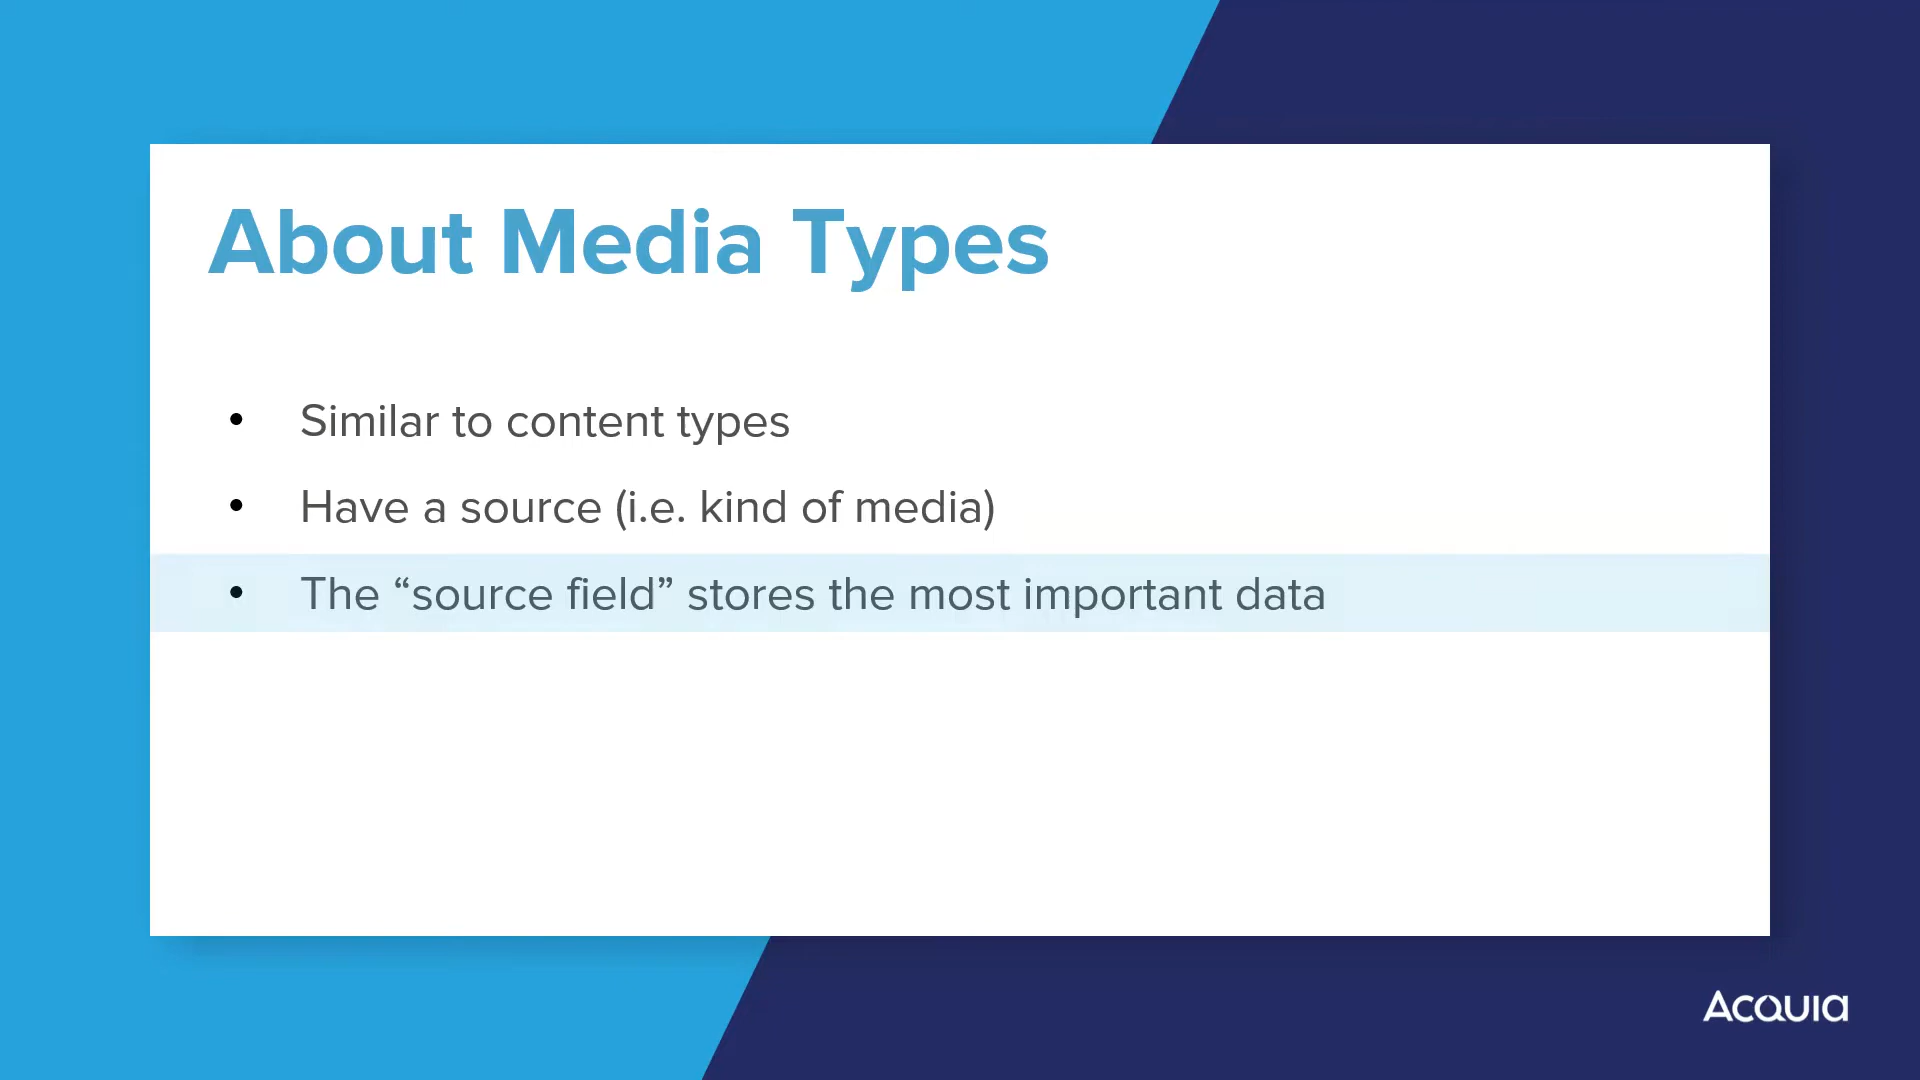 About Media Types
• Similar to content types
• Have a source (i.e. kind of media)
• The “source field” stores the most important data
Acquia